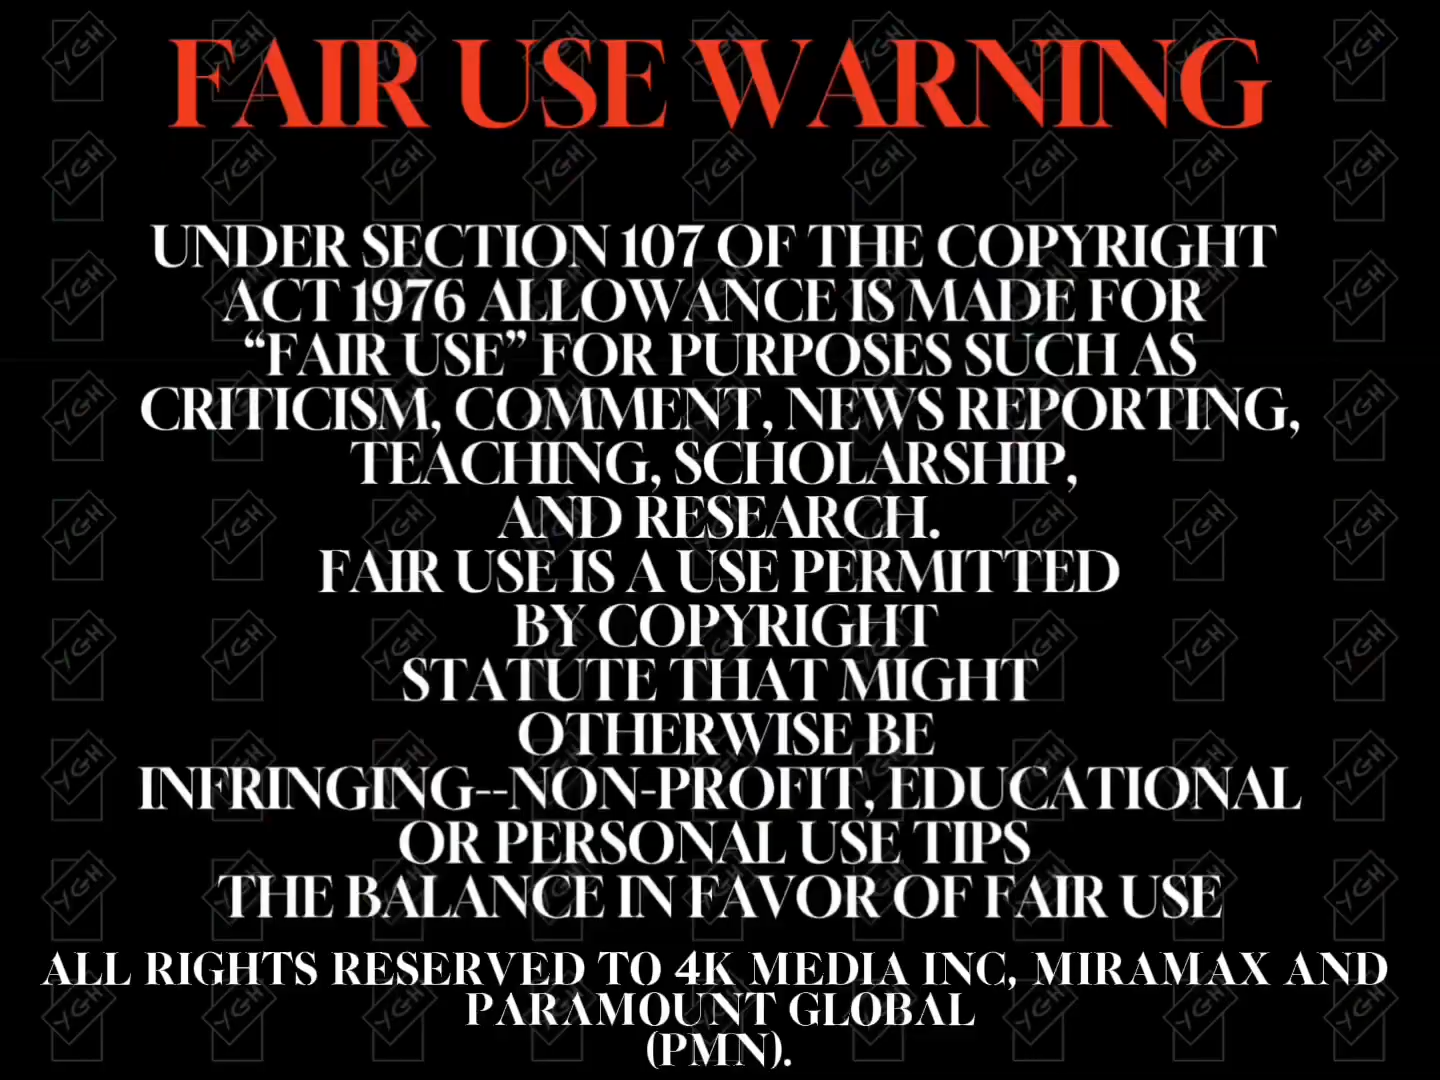 FAIR USE WARNING
UNDER SECTION 107 OF THE COPYRIGHT
ACT 1976 ALLOWANCE IS MADE FOR
“FAIR USE” FOR PURPOSES SUCH AS
CRITICISM, COMMENT, NEWS REPORTING,
TEACHING, SCHOLARSHIP,
AND RESEARCH.
FAIR USE IS A USE PERMITTED
BY COPYRIGHT
STATUTE THAT MIGHT
OTHERWISE BE
INFRINGING--NON-PROFIT, EDUCATIONAL
OR PERSONAL USE TIPS
THE BALANCE IN FAVOR OF FAIR USE
ALL RIGHTS RESERVED TO 4K MEDIA INC, MIRAMAX AND
PARAMOUNT GLOBAL
(PMN).
YGH